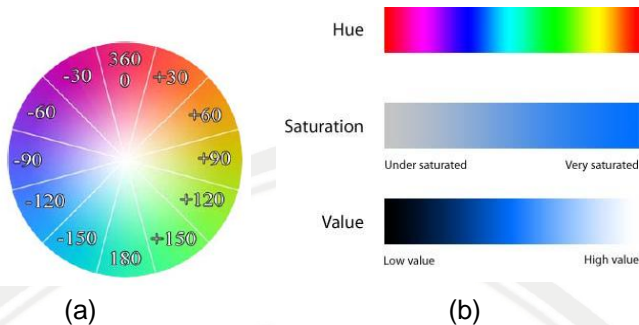 360
0
-30
+30
-60
+60
-90
+90
-120
+120
-150
+150
180
(a)
Hue
Saturation
Under saturated
Very saturated
Value
Low value
High value
(b)